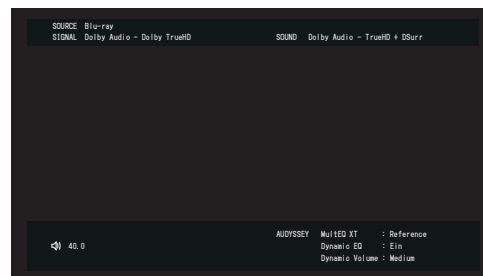 SOURCE Blu-ray
SIGNAL Dolby Audio - Dolby TrueHD SOUND Dolby Audio - TrueHD + DSurr
AUDYSSEY MultEQ XT : Reference
40.0 Dynamic EQ : Ein
Dynamic Volume : Medium